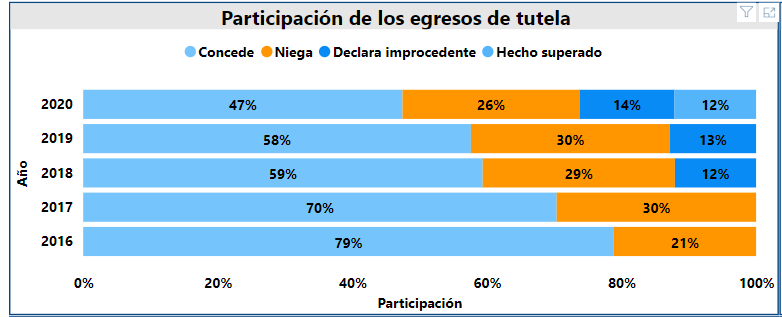 Participación de los egresos de tutela
Concede Niega Declara improcedente Hecho superado
2020 47% 26% 14% 12%
2019 58% 30% 13%
2018 59% 29% 12%
2017 70% 30%
2016 79% 21%
Año
0% 20% 40% 60% 80% 100%
Participación